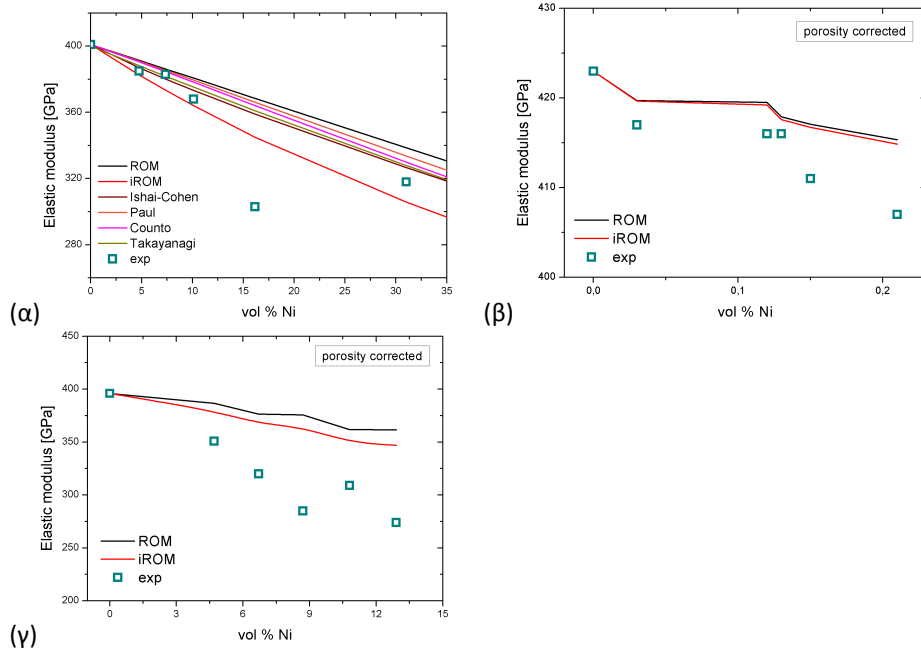 Elastic modulus [GPa]
400
360
320
280
ROM
iROM
Ishai-Cohen
Paul
Counto
Takayanagi
exp
0
5
10
15
20
25
30
35
vol % Ni
(α)
Elastic modulus [GPa]
430
420
410
400
porosity corrected
ROM
iROM
exp
0,0
0,1
0,2
vol % Ni
(β)
Elastic modulus [GPa]
450
400
350
300
250
200
porosity corrected
ROM
iROM
exp
0
3
6
9
12
15
vol % Ni
(γ)